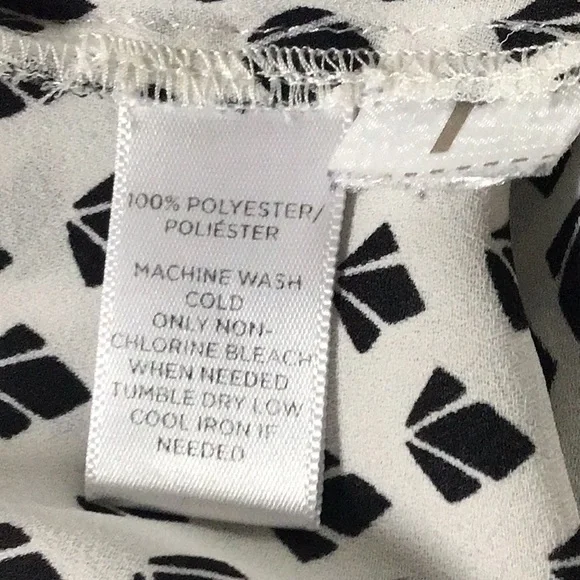 100% POLYESTER/
POLIÉSTER
MACHINE WASH
COLD
ONLY NON-
CHLORINE BLEACH
WHEN NEEDED
TUMBLE DRY LOW
COOL IRON IF
NEEDED